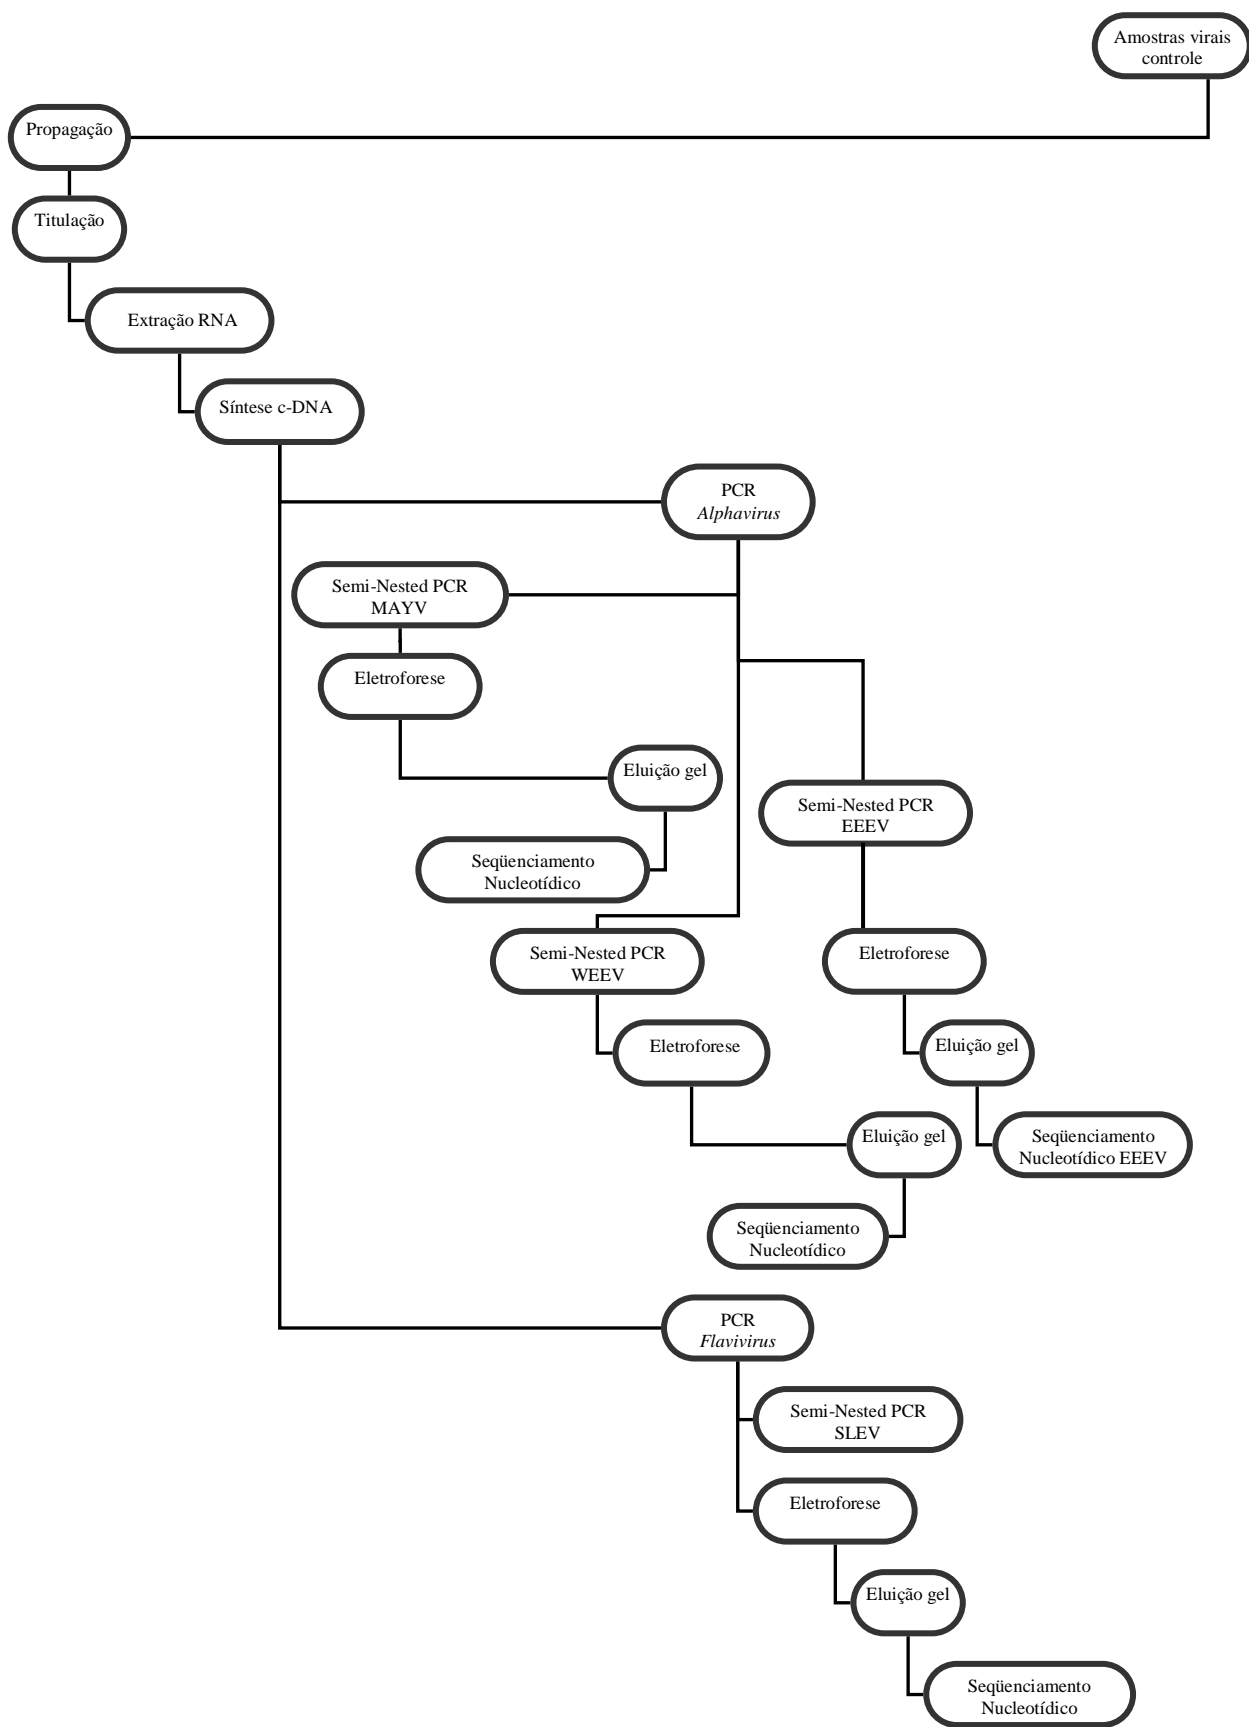 Amostras virais
controle
Propagação
Titulação
Extração RNA
Síntese c-DNA
PCR
Alphavirus
Semi-Nested PCR
MAYV
Eletroforese
Eluição gel
Semi-Nested PCR
EEEV
Seqüenciamento
Nucleotídico
Semi-Nested PCR
WEEV
Eletroforese
Eletroforese
Eluição gel
Eluição gel
Seqüenciamento
Nucleotídico EEEV
Seqüenciamento
Nucleotídico
PCR
Flavivirus
Semi-Nested PCR
SLEV
Eletroforese
Eluição gel
Seqüenciamento
Nucleotídico